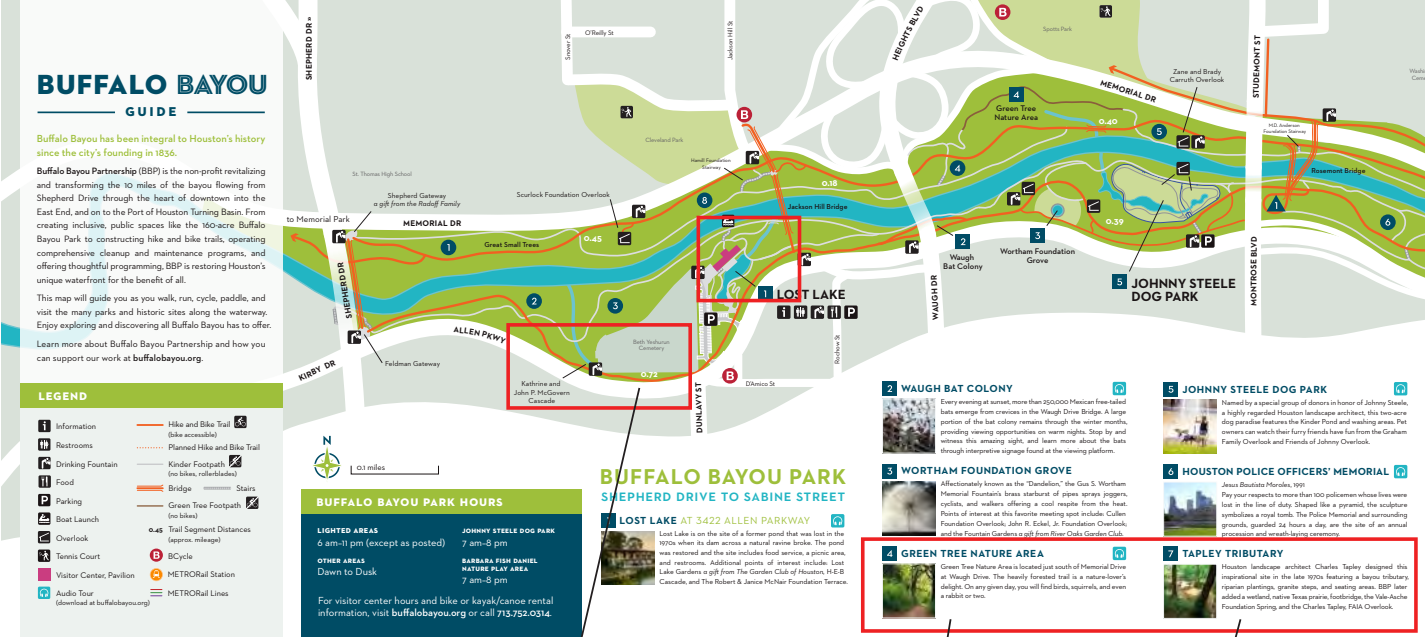 BUFFALO BAYOU
GUIDE
Buffalo Bayou has been integral to Houston's history
since the city's founding in 1836.
Buffalo Bayou Partnership (BBP) is the non-profit revitalizing
and transforming the 10 miles of the bayou flowing from
Shepherd Drive through the heart of downtown into the
East End, and on to the Port of Houston Turning Basin. From
creating inclusive, public spaces like the 160-acre Buffalo
Bayou Park to constructing hike and bike trails, operating
comprehensive cleanup and maintenance programs, and
offering thoughtful programming, BBP is restoring Houston's
unique waterfront for the benefit of all.
This map will guide you as you walk, run, cycle, paddle, and
visit the many parks and historic sites along the waterway.
Enjoy exploring and discovering all Buffalo Bayou has to offer.
Learn more about Buffalo Bayou Partnership and how you
can support our work at buffalobayou.org.
LEGEND
Information
Restrooms
Drinking Fountain
Food
P Parking
Boat Launch
Overlook
Tennis Court
Visitor Center, Pavilion
Audio Tour
(download at buffalobayou.org)
Hike and Bike Trail
(bike accessible)
Planned Hike and Bike Trail
Kinder Footpath
(no bikes, rollerblades)
Bridge
Stairs
Green Tree Footpath
(no bikes)
0.45 Trail Segment Distances
(approx. mileage)
B BCycle
METRORail Station
METRORail Lines
SHEPHERD DR »
O'Reilly St
Snover St
Jackson Hill St
HEIGHTS BLVD
B
Spotts Park
MEMORIAL DR
Zane and Brady
Carruth Overlook
STUDEMONT ST
M.D. Anderson
Foundation Stairway
Rosemont Bridge
St. Thomas High School
Cleveland Park
B
Hamill Foundation
Stairway
4
Green Tree
Nature Area
0.40
5
4
0.18
8
Jackson Hill Bridge
Shepherd Gateway
a gift from the Radoff Family
Scurlock Foundation Overlook
to Memorial Park
MEMORIAL DR
1
Great Small Trees
0.45
SHEPHERD DR
2
3
ALLEN PKWY
KIRBY DR
Feldman Gateway
Kathrine and
John P. McGovern
Cascade
Beth Yeshurun
Cemetery
0.72
P
B
D'Amico St
DUNLAVY ST
Rochow St
1 LOST LAKE
P
WAUGH DR
2
Waugh
Bat Colony
3
Wortham Foundation
Grove
0.39
P
1
6
MONTROSE BLVD
5 JOHNNY STEELE
DOG PARK
N
0.1 miles
BUFFALO BAYOU PARK HOURS
LIGHTED AREAS
6 am–11 pm (except as posted)
OTHER AREAS
Dawn to Dusk
JOHNNY STEELE DOG PARK
7 am–8 pm
BARBARA FISH DANIEL
NATURE PLAY AREA
7 am–8 pm
For visitor center hours and bike or kayak/canoe rental
information, visit buffalobayou.org or call 713.752.0314.
BUFFALO BAYOU PARK
SHEPHERD DRIVE TO SABINE STREET
1 LOST LAKE AT 3422 ALLEN PARKWAY
Lost Lake is on the site of a former pond that was lost in the
1970s when its dam across a natural ravine broke. The pond
was restored and the site includes food service, a picnic area,
and restrooms. Additional points of interest include: Lost
Lake Gardens a gift from The Garden Club of Houston, H-E-B
Cascade, and The Robert & Janice McNair Foundation Terrace.
2 WAUGH BAT COLONY
Every evening at sunset, more than 250,000 Mexican free-tailed
bats emerge from crevices in the Waugh Drive Bridge. A large
portion of the bat colony remains through the winter months,
providing viewing opportunities on warm nights. Stop by and
witness this amazing sight, and learn more about the bats
through interpretive signage found at the viewing platform.
3 WORTHAM FOUNDATION GROVE
Affectionately known as the "Dandelion," the Gus S. Wortham
Memorial Fountain's brass starburst of pipes sprays joggers,
cyclists, and walkers offering a cool respite from the heat.
Points of interest at this favorite meeting spot include: Cullen
Foundation Overlook; John R. Eckel, Jr. Foundation Overlook;
and the Fountain Gardens a gift from River Oaks Garden Club.
4 GREEN TREE NATURE AREA
Green Tree Nature Area is located just south of Memorial Drive
at Waugh Drive. The heavily forested trail is a nature-lover's
delight. On any given day, you will find birds, squirrels, and even
a rabbit or two.
5 JOHNNY STEELE DOG PARK
Named by a special group of donors in honor of Johnny Steele,
a highly regarded Houston landscape architect, this two-acre
dog paradise features the Kinder Pond and washing areas. Pet
owners can watch their furry friends have fun from the Graham
Family Overlook and Friends of Johnny Overlook.
6 HOUSTON POLICE OFFICERS' MEMORIAL
Jesus Bautista Moroles, 1991
Pay your respects to more than 100 policemen whose lives were
lost in the line of duty. Shaped like a pyramid, the sculpture
symbolizes a royal tomb. The Police Memorial and surrounding
grounds, guarded 24 hours a day, are the site of an annual
procession and wreath-laying ceremony.
7 TAPLEY TRIBUTARY
Houston landscape architect Charles Tapley designed this
inspirational site in the late 1970s featuring a bayou tributary,
riparian plantings, granite steps, and seating areas. BBP later
added a wetland, native Texas prairie, footbridge, the Vale-Asche
Foundation Spring, and the Charles Tapley, FAIA Overlook.